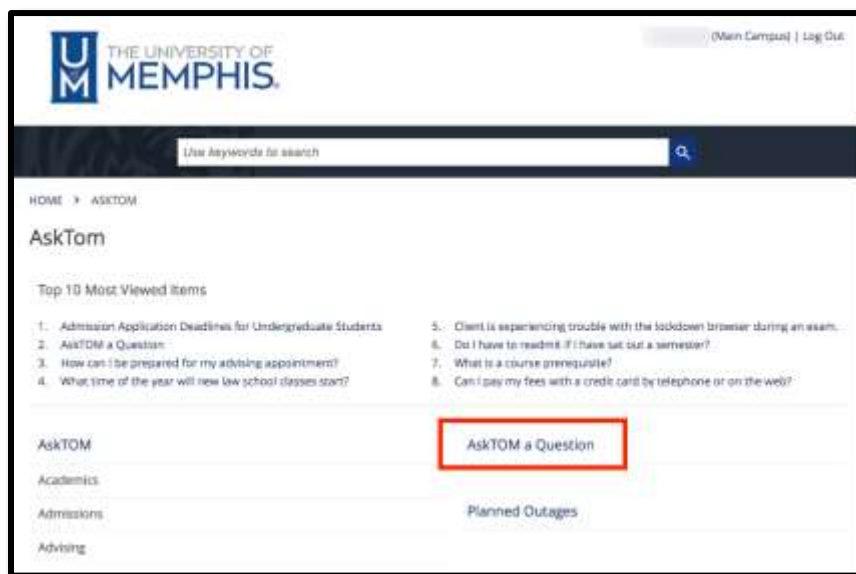 THE UNIVERSITY OF
MEMPHIS.
(Main Campus) | Log Out
Use keywords to search
HOME > ASKTOM
AskTom
Top 10 Most Viewed Items
1. Admission Application Deadlines for Undergraduate Students
2. AskTOM a Question
3. How can I be prepared for my advising appointment?
4. What time of the year will new law school classes start?
5. Client is experiencing trouble with the lockdown browser during an exam.
6. Do I have to readmit if I have sat out a semester?
7. What is a course prerequisite?
8. Can I pay my fees with a credit card by telephone or on the web?
AskTOM
Academics
Admissions
Advising
AskTOM a Question
Planned Outages